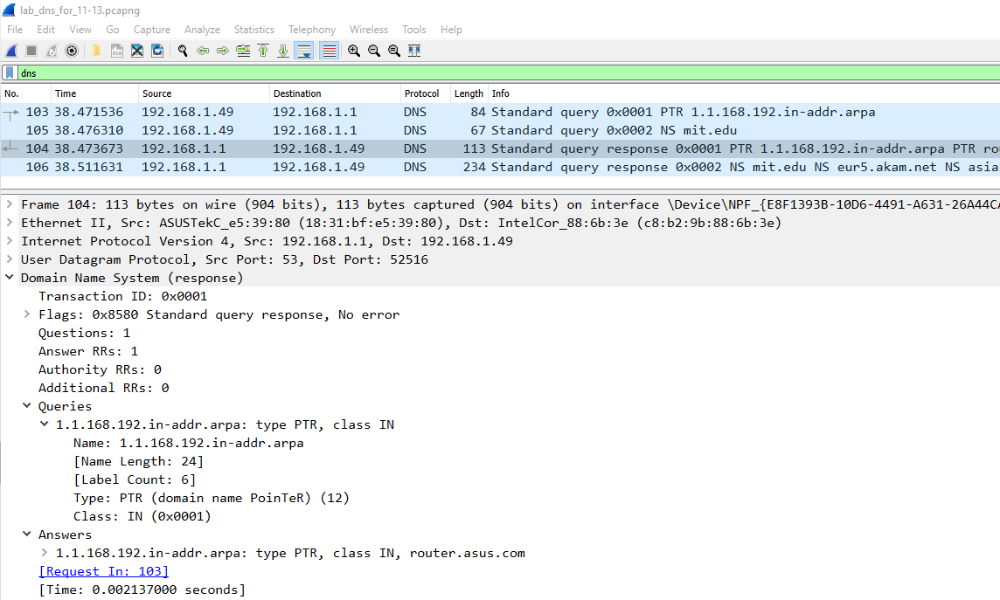 lab_dns_for_11-13.pcapng
File Edit View Go Capture Analyze Statistics Telephony Wireless Tools Help
dns
No. Time Source Destination Protocol Length Info
103 38.471536 192.168.1.49 192.168.1.1 DNS 84 Standard query 0x0001 PTR 1.1.168.192.in-addr.arpa
105 38.476310 192.168.1.49 192.168.1.1 DNS 67 Standard query 0x0002 NS mit.edu
104 38.473673 192.168.1.1 192.168.1.49 DNS 113 Standard query response 0x0001 PTR 1.1.168.192.in-addr.arpa PTR ro
106 38.511631 192.168.1.1 192.168.1.49 DNS 234 Standard query response 0x0002 NS mit.edu NS eur5.akam.net NS asia
Frame 104: 113 bytes on wire (904 bits), 113 bytes captured (904 bits) on interface \Device\NPF_{E8F1393B-10D6-4491-A631-26A44CA
Ethernet II, Src: ASUSTekC_e5:39:80 (18:31:bf:e5:39:80), Dst: IntelCor_88:6b:3e (c8:b2:9b:88:6b:3e)
Internet Protocol Version 4, Src: 192.168.1.1, Dst: 192.168.1.49
User Datagram Protocol, Src Port: 53, Dst Port: 52516
Domain Name System (response)
Transaction ID: 0x0001
Flags: 0x8580 Standard query response, No error
Questions: 1
Answer RRs: 1
Authority RRs: 0
Additional RRs: 0
Queries
1.1.168.192.in-addr.arpa: type PTR, class IN
Name: 1.1.168.192.in-addr.arpa
[Name Length: 24]
[Label Count: 6]
Type: PTR (domain name PoinTeR) (12)
Class: IN (0x0001)
Answers
1.1.168.192.in-addr.arpa: type PTR, class IN, router.asus.com
[Request In: 103]
[Time: 0.002137000 seconds]